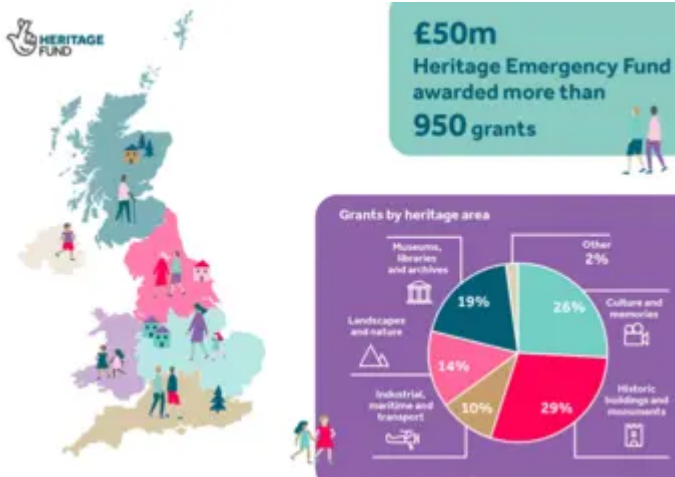 HERITAGE
FUND
£50m
Heritage Emergency Fund
awarded more than
950 grants
Grants by heritage area
Museums,
libraries
and archives
Other
2%
19%
26%
Culture and
memories
Landscapes
and nature
14%
Industrial,
maritime and
transport
10%
29%
Historic
buildings and
monuments